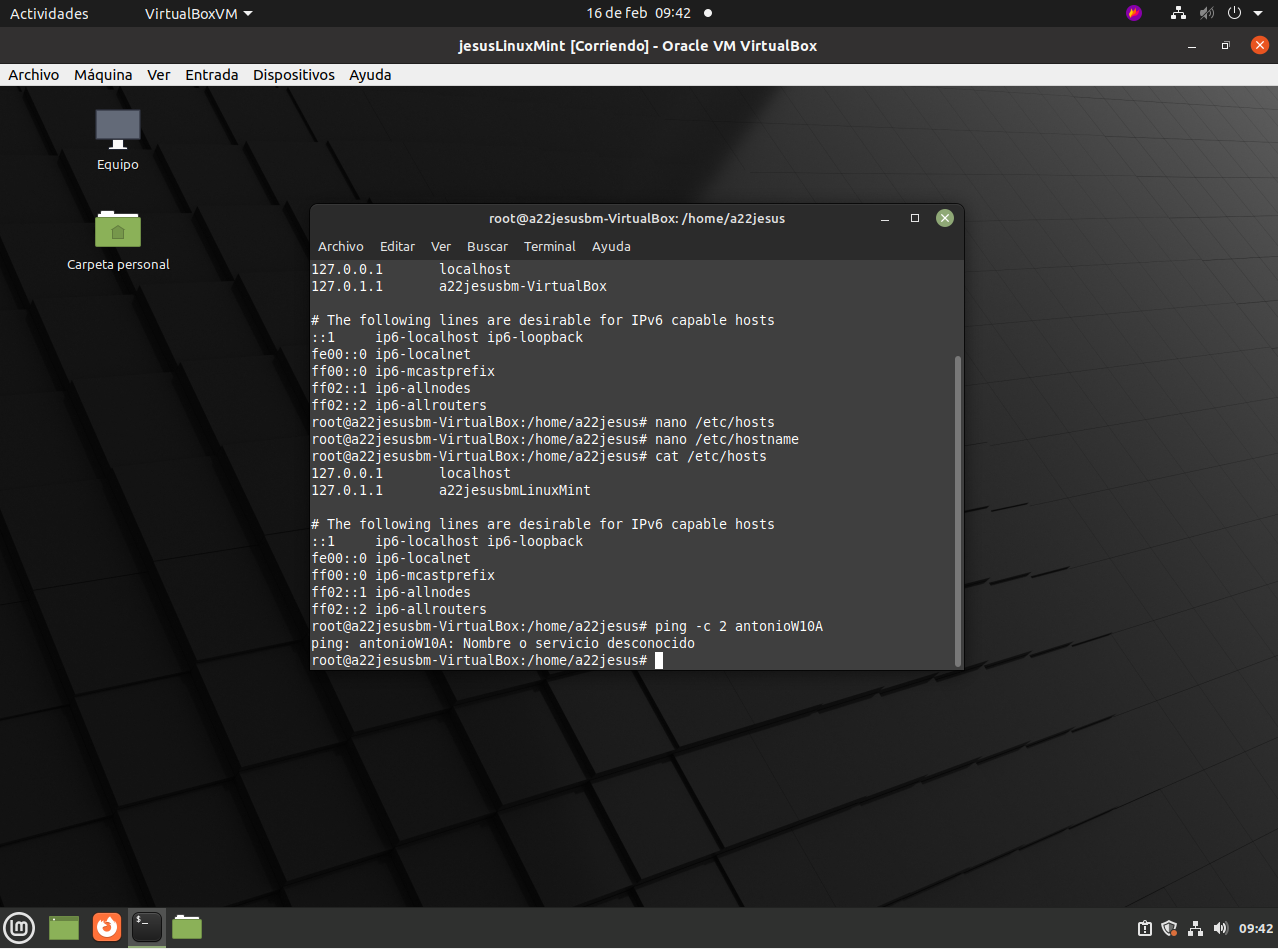 Actividades VirtualBoxVM 16 de feb 09:42
jesusLinuxMint [Corriendo] - Oracle VM VirtualBox
Archivo Máquina Ver Entrada Dispositivos Ayuda
Equipo
Carpeta personal
root@a22jesusbm-VirtualBox: /home/a22jesus
Archivo Editar Ver Buscar Terminal Ayuda
127.0.0.1 localhost
127.0.1.1 a22jesusbm-VirtualBox
# The following lines are desirable for IPv6 capable hosts
::1 ip6-localhost ip6-loopback
fe00::0 ip6-localnet
ff00::0 ip6-mcastprefix
ff02::1 ip6-allnodes
ff02::2 ip6-allrouters
root@a22jesusbm-VirtualBox:/home/a22jesus# nano /etc/hosts
root@a22jesusbm-VirtualBox:/home/a22jesus# nano /etc/hostname
root@a22jesusbm-VirtualBox:/home/a22jesus# cat /etc/hosts
127.0.0.1 localhost
127.0.1.1 a22jesusbmLinuxMint
# The following lines are desirable for IPv6 capable hosts
::1 ip6-localhost ip6-loopback
fe00::0 ip6-localnet
ff00::0 ip6-mcastprefix
ff02::1 ip6-allnodes
ff02::2 ip6-allrouters
root@a22jesusbm-VirtualBox:/home/a22jesus# ping -c 2 antonioW10A
ping: antonioW10A: Nombre o servicio desconocido
root@a22jesusbm-VirtualBox:/home/a22jesus#
$_
09:42